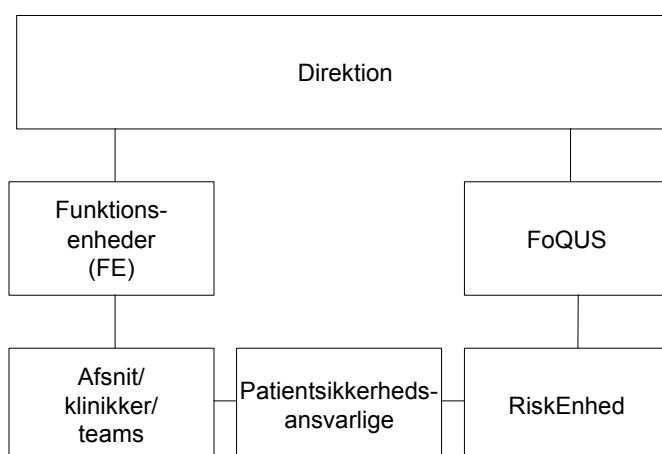 Direktion
Funktions-
enheder
(FE)
FoQUS
Afsnit/
klinikker/
teams
Patientsikkerheds-
ansvarlige
RiskEnhed